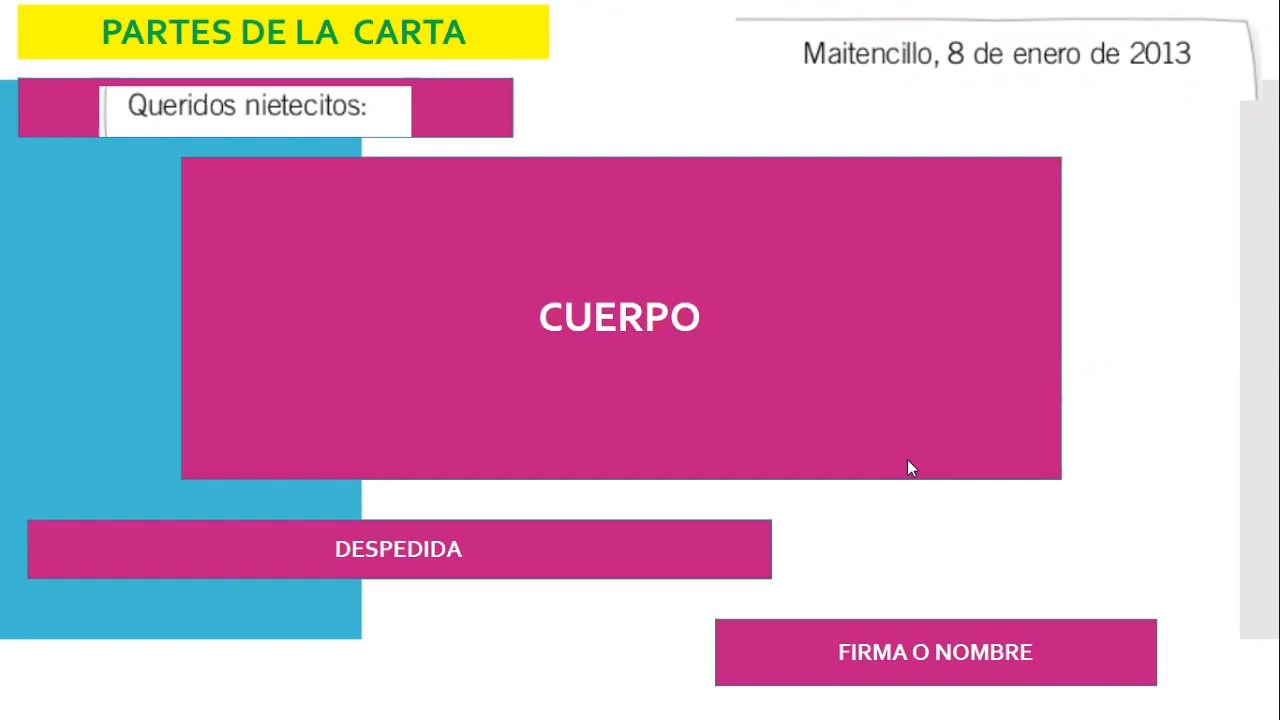 PARTES DE LA CARTA
Maitencillo, 8 de enero de 2013
Queridos nietecitos:
CUERPO
DESPEDIDA
FIRMA O NOMBRE